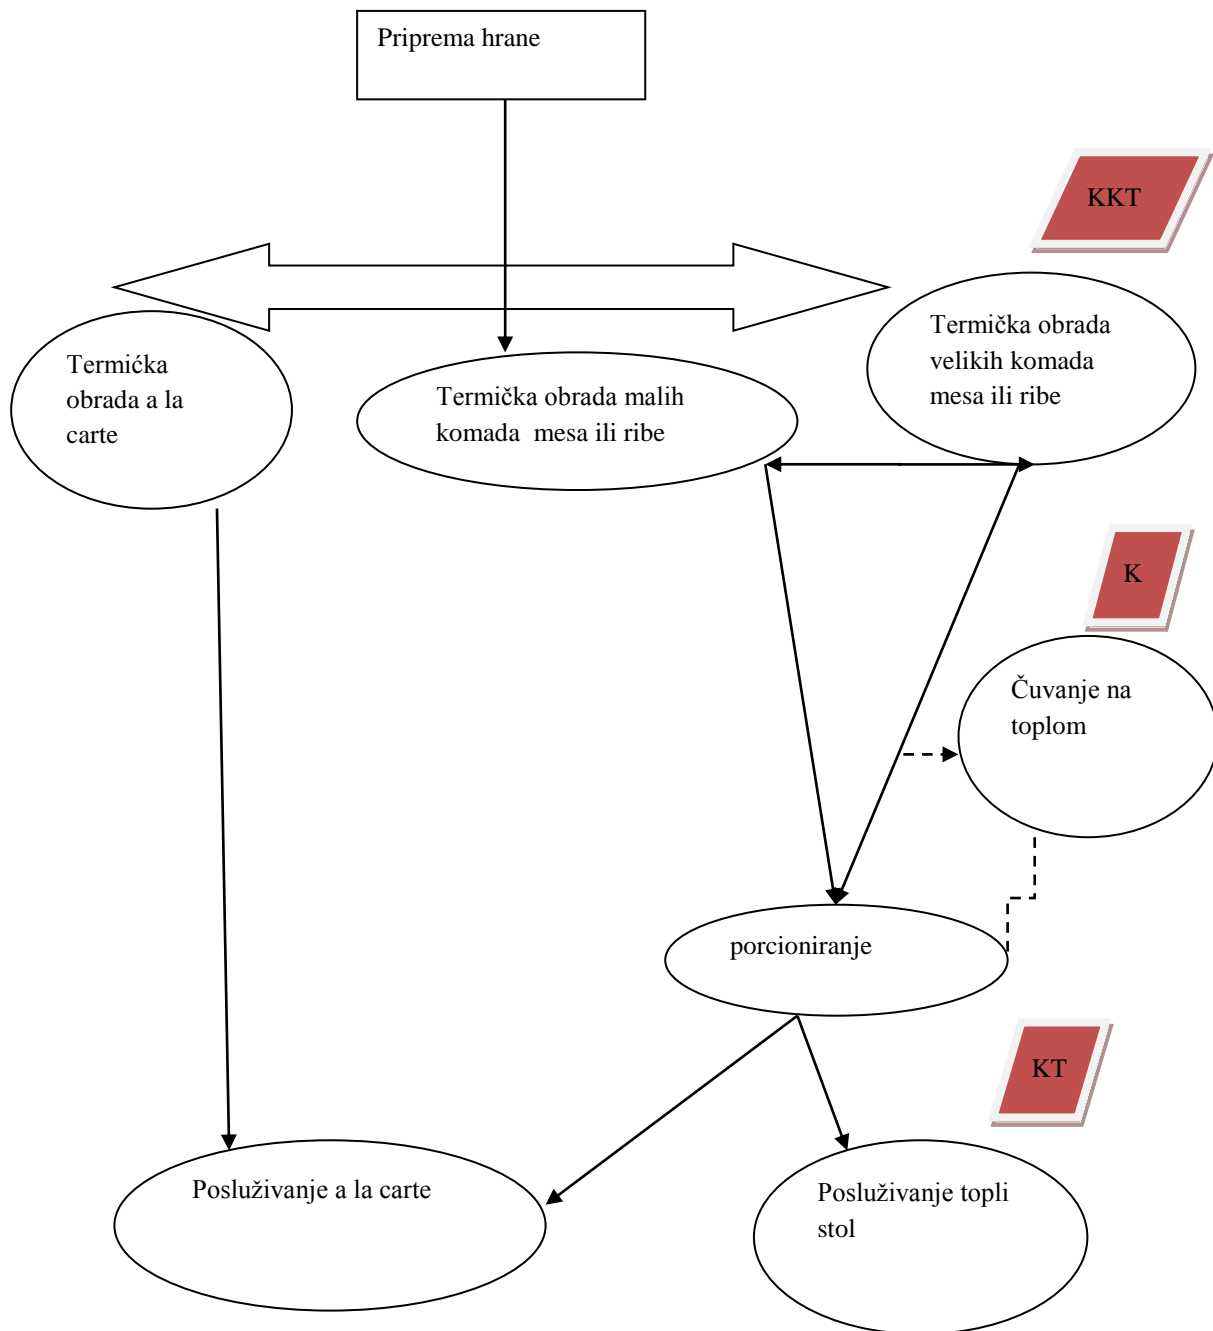 Priprema hrane
KKT
Termička obrada
velikih komada
mesa ili ribe
Termićka
obrada a la
carte
Termička obrada malih
komada  mesa ili ribe
K
Čuvanje na
toplom
porcioniranje
KT
Posluživanje a la carte
Posluživanje topli
stol